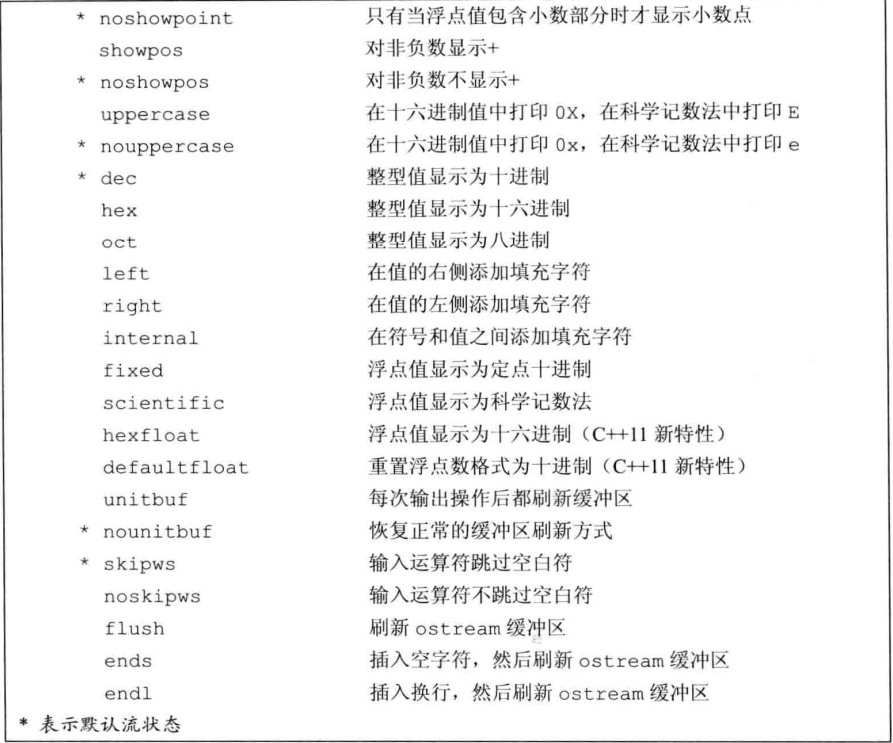 * noshowpoint 只有当浮点值包含小数部分时才显示小数点
showpos 对非负数显示+
* noshowpos 对非负数不显示+
uppercase 在十六进制值中打印 0X，在科学记数法中打印 E
* nouppercase 在十六进制值中打印 0x，在科学记数法中打印 e
* dec 整型值显示为十进制
hex 整型值显示为十六进制
oct 整型值显示为八进制
left 在值的右侧添加填充字符
right 在值的左侧添加填充字符
internal 在符号和值之间添加填充字符
fixed 浮点值显示为定点十进制
scientific 浮点值显示为科学记数法
hexfloat 浮点值显示为十六进制（C++11 新特性）
defaultfloat 重置浮点数格式为十进制（C++11 新特性）
unitbuf 每次输出操作后都刷新缓冲区
* nounitbuf 恢复正常的缓冲区刷新方式
* skipws 输入运算符跳过空白符
noskipws 输入运算符不跳过空白符
flush 刷新 ostream 缓冲区
ends 插入空字符，然后刷新 ostream 缓冲区
endl 插入换行，然后刷新 ostream 缓冲区
* 表示默认流状态